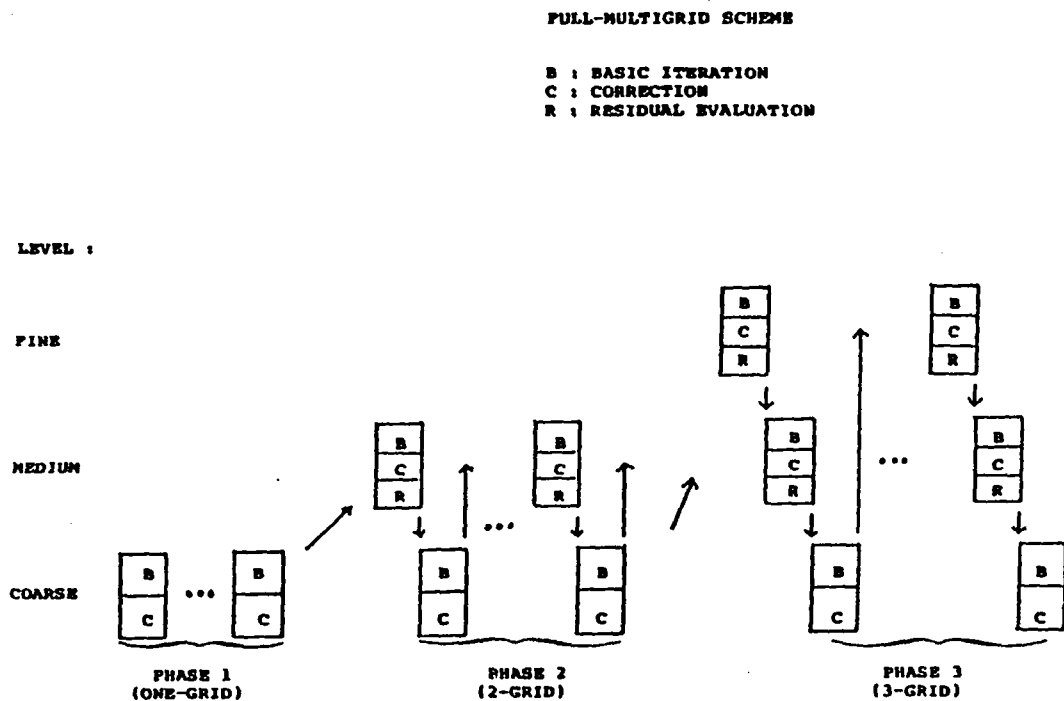 FULL-MULTIGRID SCHEME
B : BASIC ITERATION
C : CORRECTION
R : RESIDUAL EVALUATION
LEVEL :
FINE
B
C
R
B
C
R
MEDIUM
B
C
R
B
C
R
B
C
R
...
B
C
R
...
COARSE
B
C
...
B
C
B
C
B
C
B
C
B
C
PHASE 1
(ONE-GRID)
PHASE 2
(2-GRID)
PHASE 3
(3-GRID)